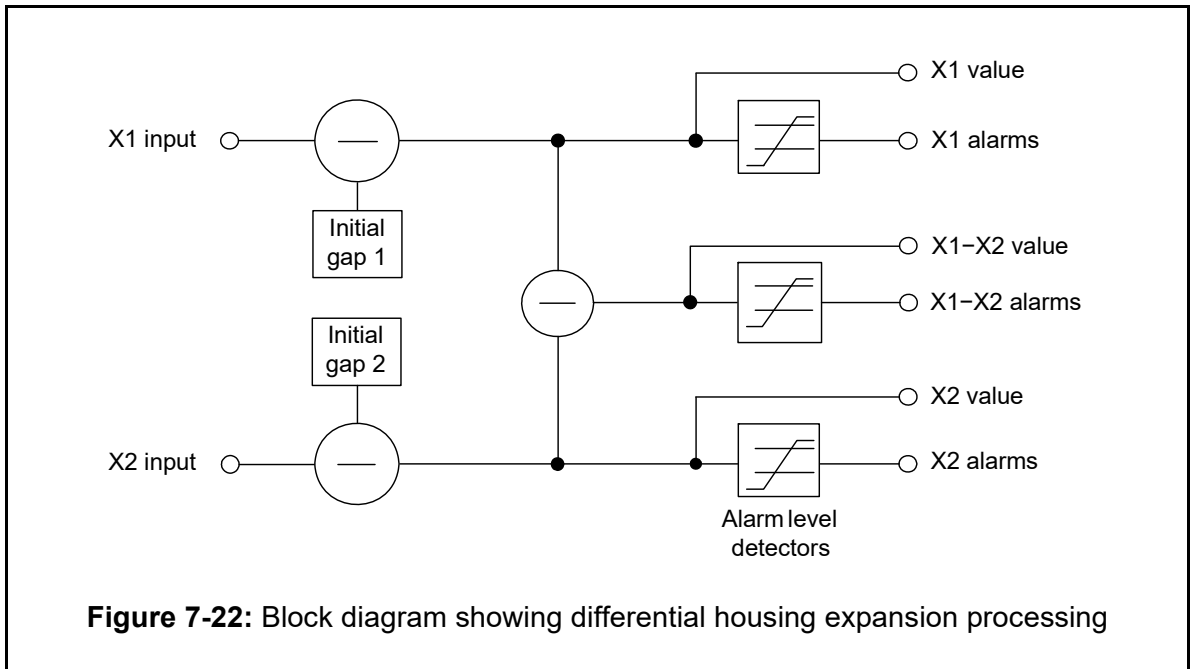 X1 value
X1 input
X1 alarms
Initial
gap 1
X1−X2 value
X1−X2 alarms
Initial
gap 2
X2 value
X2 input
X2 alarms
Alarm level
detectors
Figure 7-22: Block diagram showing differential housing expansion processing